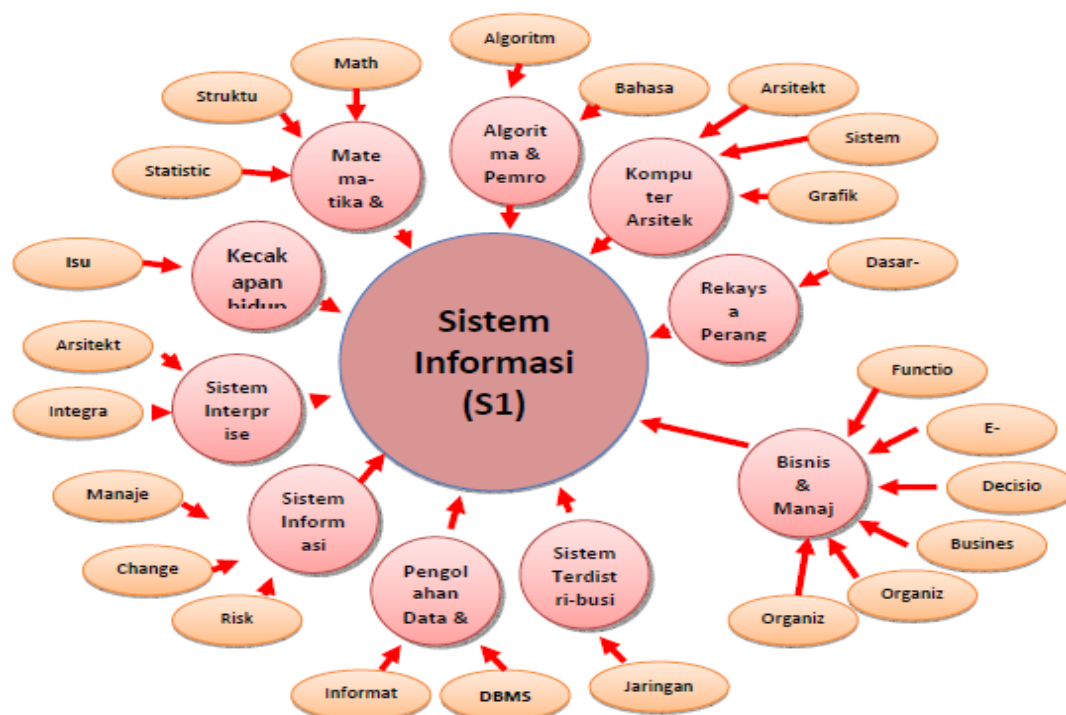 Algoritm
Math
Bahasa
Arsitekt
Struktu
Sistem
Statistic
Grafik
Mate
ma-
tika &
Algorit
ma &
Pemro
Kompu
ter
Arsitek
Isu
Kecak
apan
hidup
Rekays
a
Perang
Dasar-
Sistem
Informasi
(S1)
Arsitekt
Integra
Sistem
Interpr
ise
Functio
E-
Decisio
Busines
Organiz
Organiz
Bisnis
&
Manaj
Manaje
Change
Risk
Sistem
Inform
asi
Pengol
ahan
Data &
Sistem
Terdist
ri-busi
Informat
DBMS
Jaringan